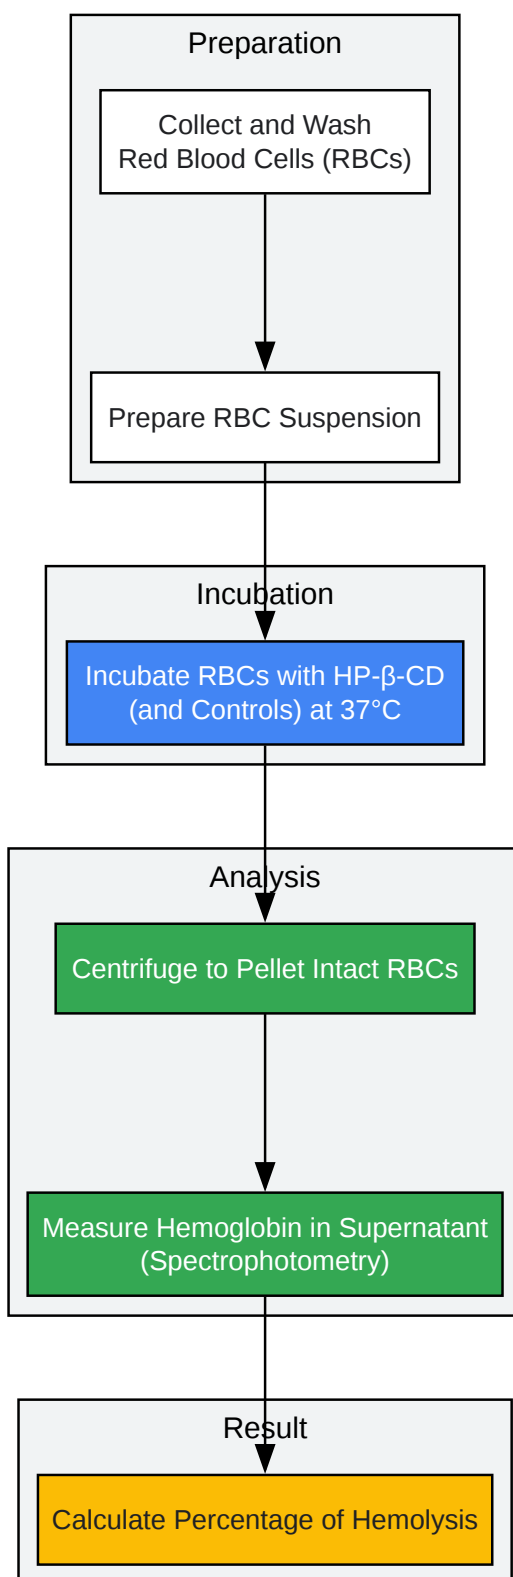 Preparation
Collect and Wash
Red Blood Cells (RBCs)
Prepare RBC Suspension
Incubation
Incubate RBCs with HP-β-CD
(and Controls) at 37°C
Analysis
Centrifuge to Pellet Intact RBCs
Measure Hemoglobin in Supernatant
(Spectrophotometry)
Result
Calculate Percentage of Hemolysis